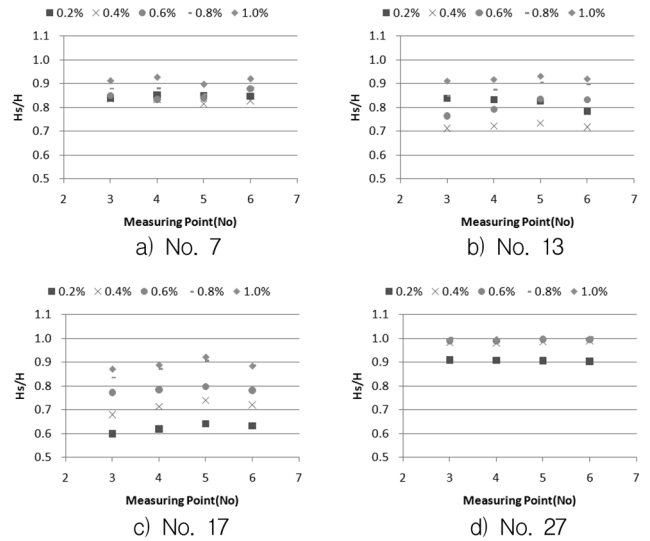 ■ 0.2% × 0.4% ● 0.6% - 0.8% ◆ 1.0%
1.1
1.0
0.9
0.8
0.7
0.6
0.5
Hs/H
2 3 4 5 6 7
Measuring Point(No)
a) No. 7
■ 0.2% × 0.4% ● 0.6% - 0.8% ◆ 1.0%
1.1
1.0
0.9
0.8
0.7
0.6
0.5
Hs/H
2 3 4 5 6 7
Measuring Point(No)
b) No. 13
■ 0.2% × 0.4% ● 0.6% - 0.8% ◆ 1.0%
1.1
1.0
0.9
0.8
0.7
0.6
0.5
Hs/H
2 3 4 5 6 7
Measuring Point(No)
c) No. 17
■ 0.2% × 0.4% ● 0.6% - 0.8% ◆ 1.0%
1.1
1.0
0.9
0.8
0.7
0.6
0.5
Hs/H
2 3 4 5 6 7
Measuring Point(No)
d) No. 27